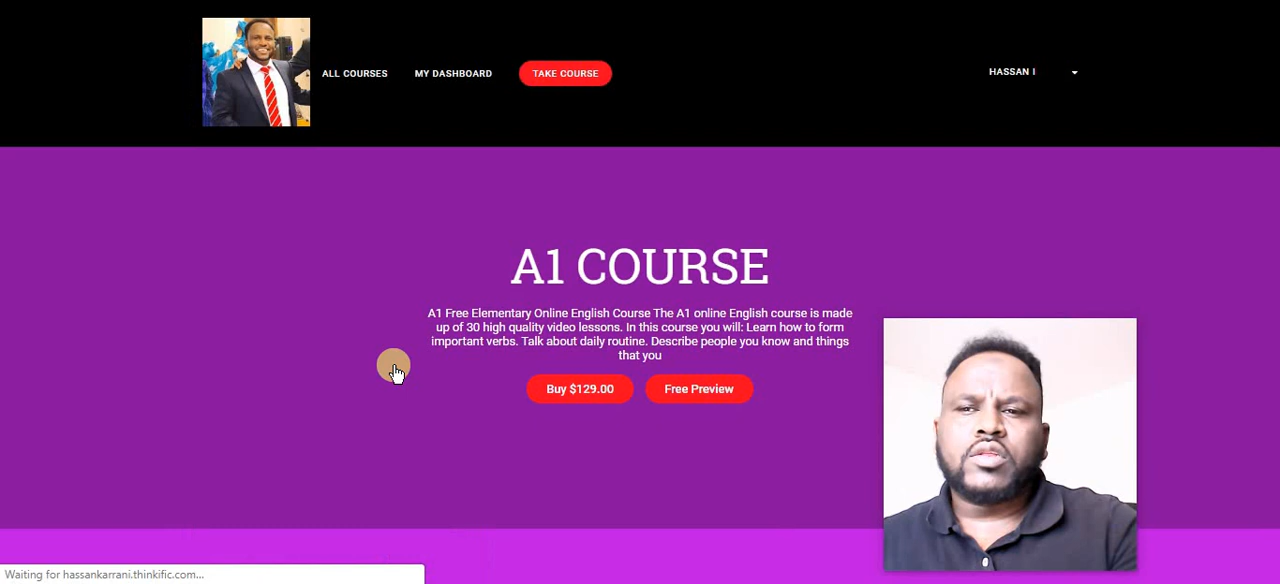 ALL COURSES
MY DASHBOARD
TAKE COURSE
HASSAN I
A1 COURSE
A1 Free Elementary Online English Course The A1 online English course is made
up of 30 high quality video lessons. In this course you will: Learn how to form
important verbs. Talk about daily routine. Describe people you know and things
that you
Buy $129.00
Free Preview
Waiting for hassankarrani.thinkific.com...